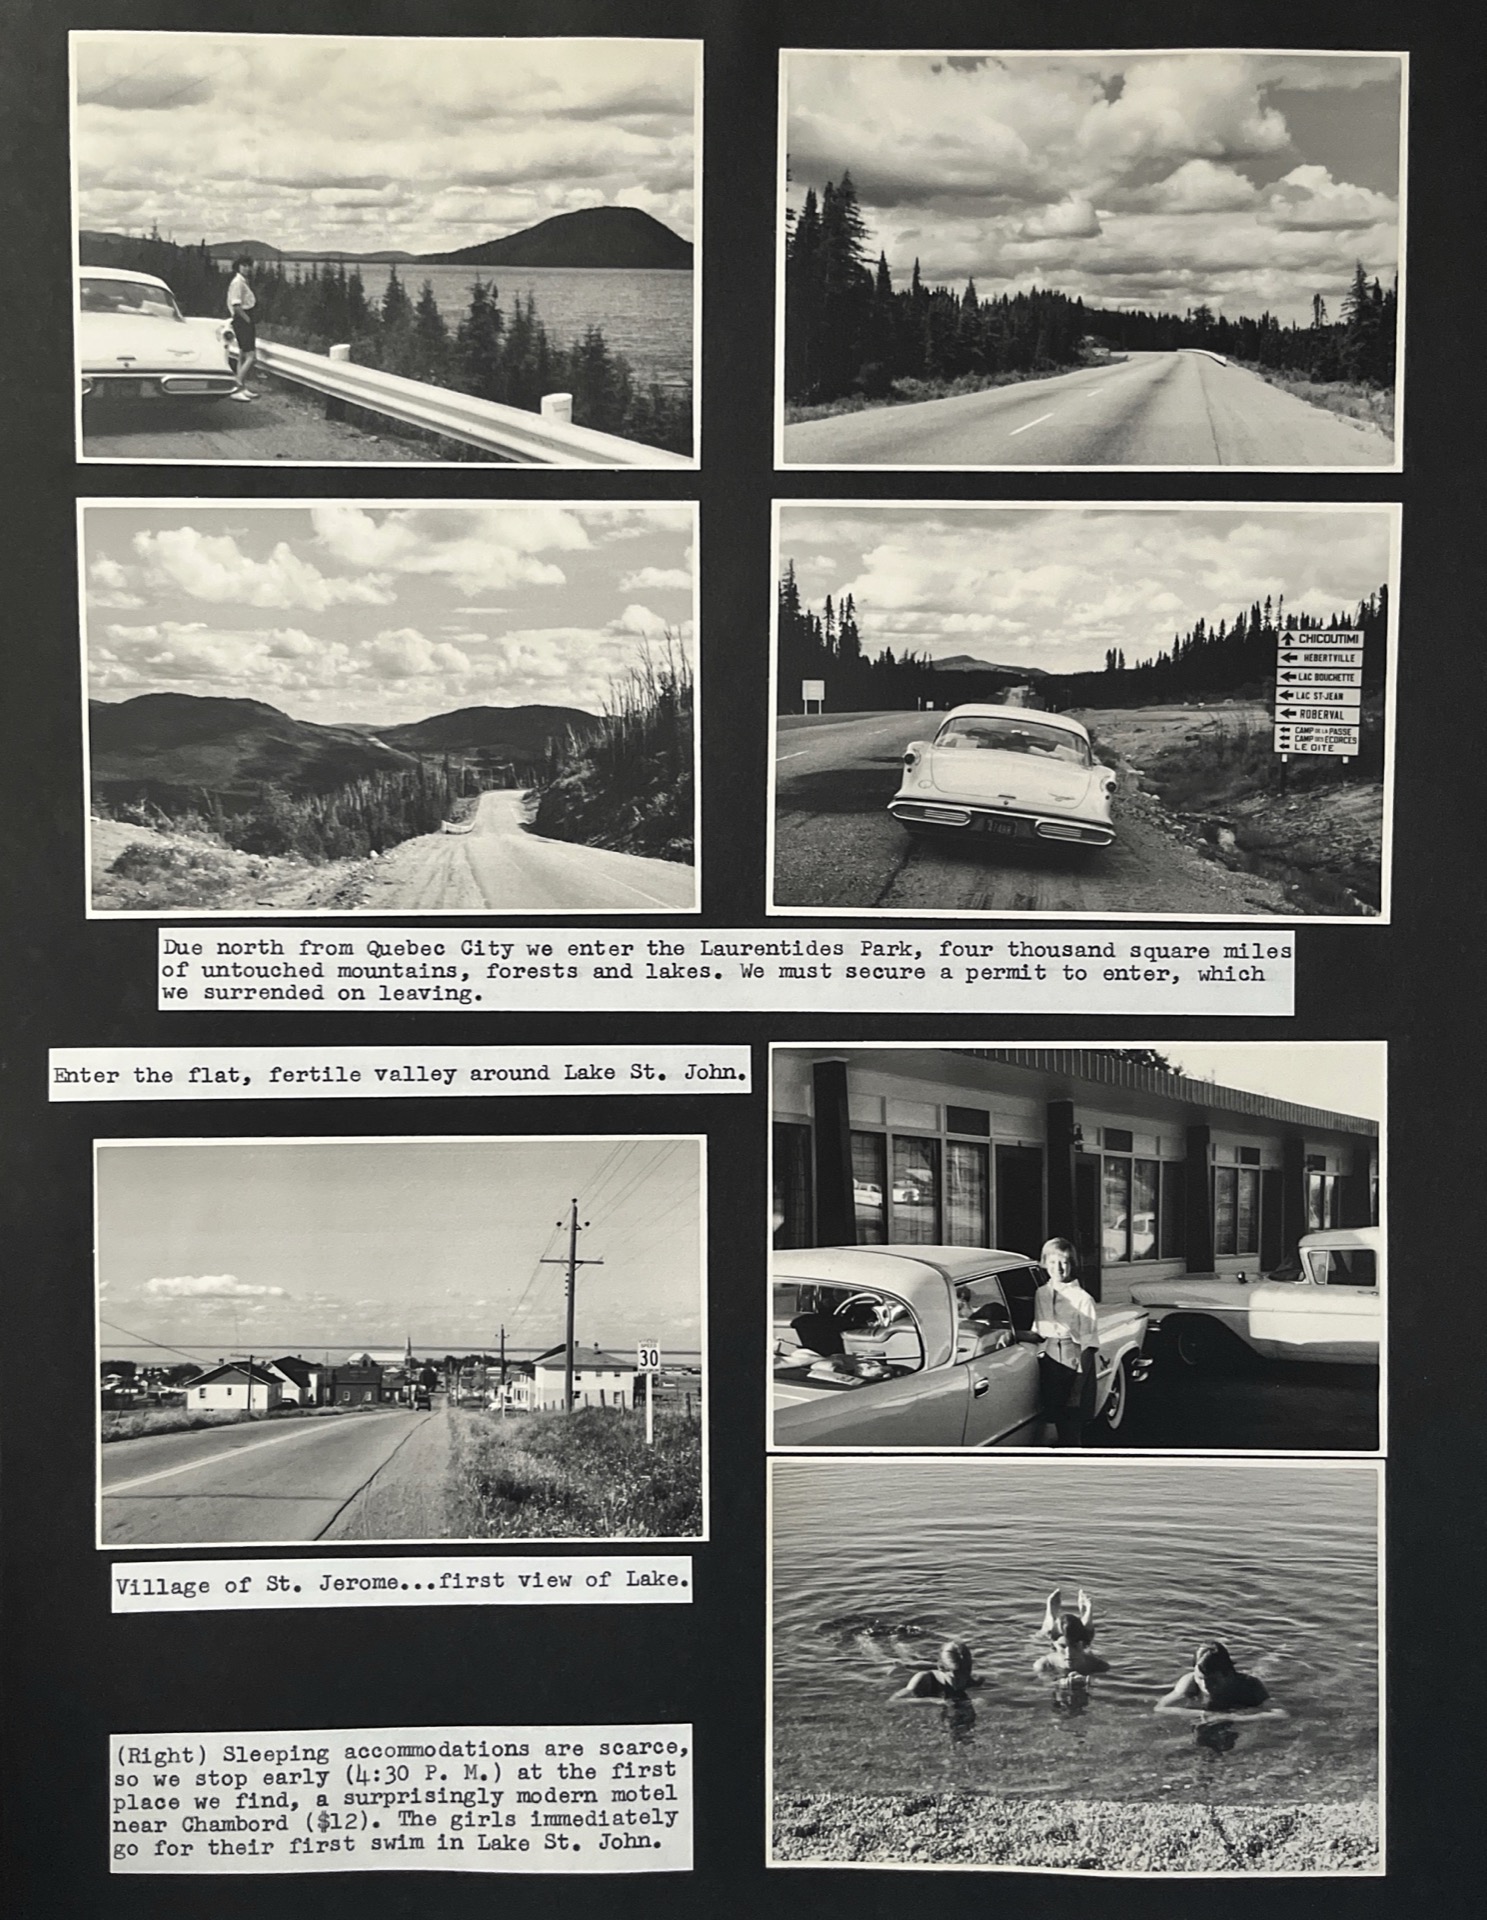 CHICOUTIMI
HEBERTVILLE
LAC BOUCHETTE
LAC ST-JEAN
ROBERVAL
CAMP DE LA PASSE
CAMP DES ECORCES
LE GITE
Due north from Quebec City we enter the Laurentides Park, four thousand square miles
of untouched mountains, forests and lakes. We must secure a permit to enter, which
we surrended on leaving.
Enter the flat, fertile valley around Lake St. John.
30
Village of St. Jerome...first view of Lake.
(Right) Sleeping accommodations are scarce,
so we stop early (4:30 P. M.) at the first
place we find, a surprisingly modern motel
near Chambord ($12). The girls immediately
go for their first swim in Lake St. John.